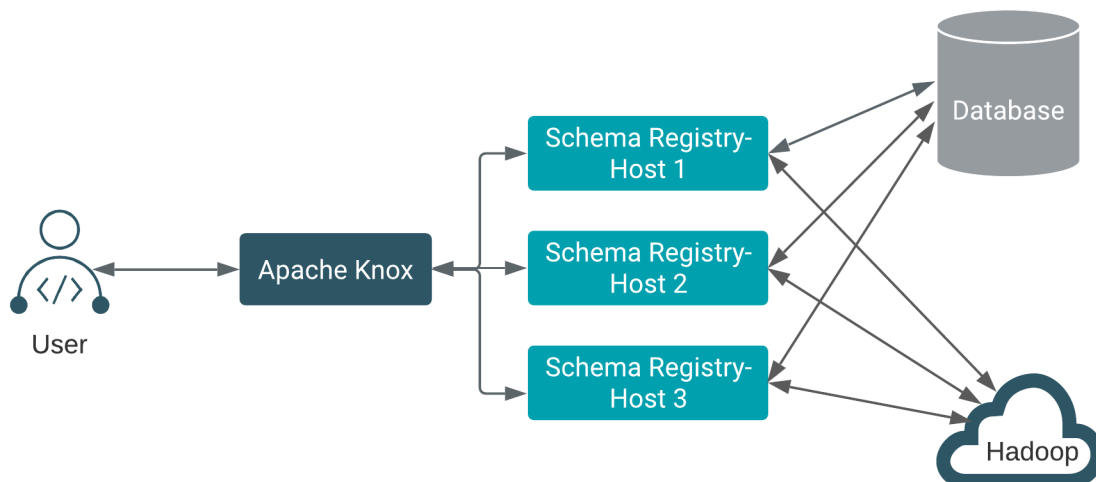 Database
Schema Registry-
Host 1
Schema Registry-
Host 2
Apache Knox
User
Schema Registry-
Host 3
Hadoop